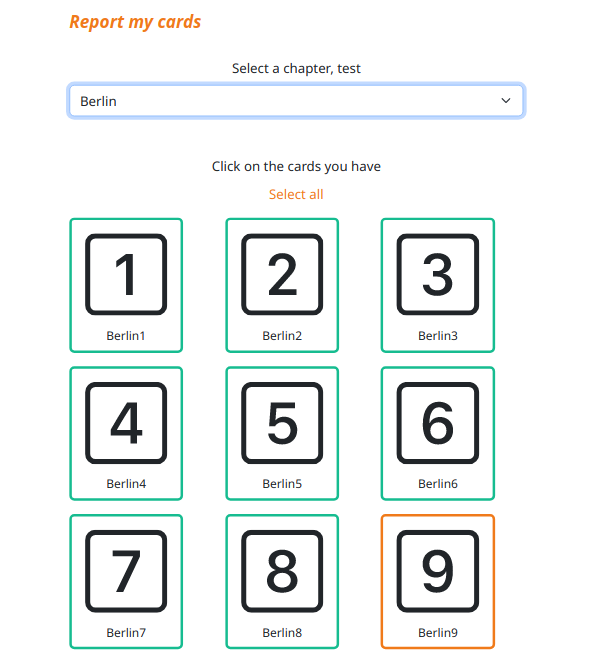 Report my cards
Select a chapter, test
Berlin
Click on the cards you have
Select all
1 2 3
Berlin1 Berlin2 Berlin3
4 5 6
Berlin4 Berlin5 Berlin6
7 8 9
Berlin7 Berlin8 Berlin9